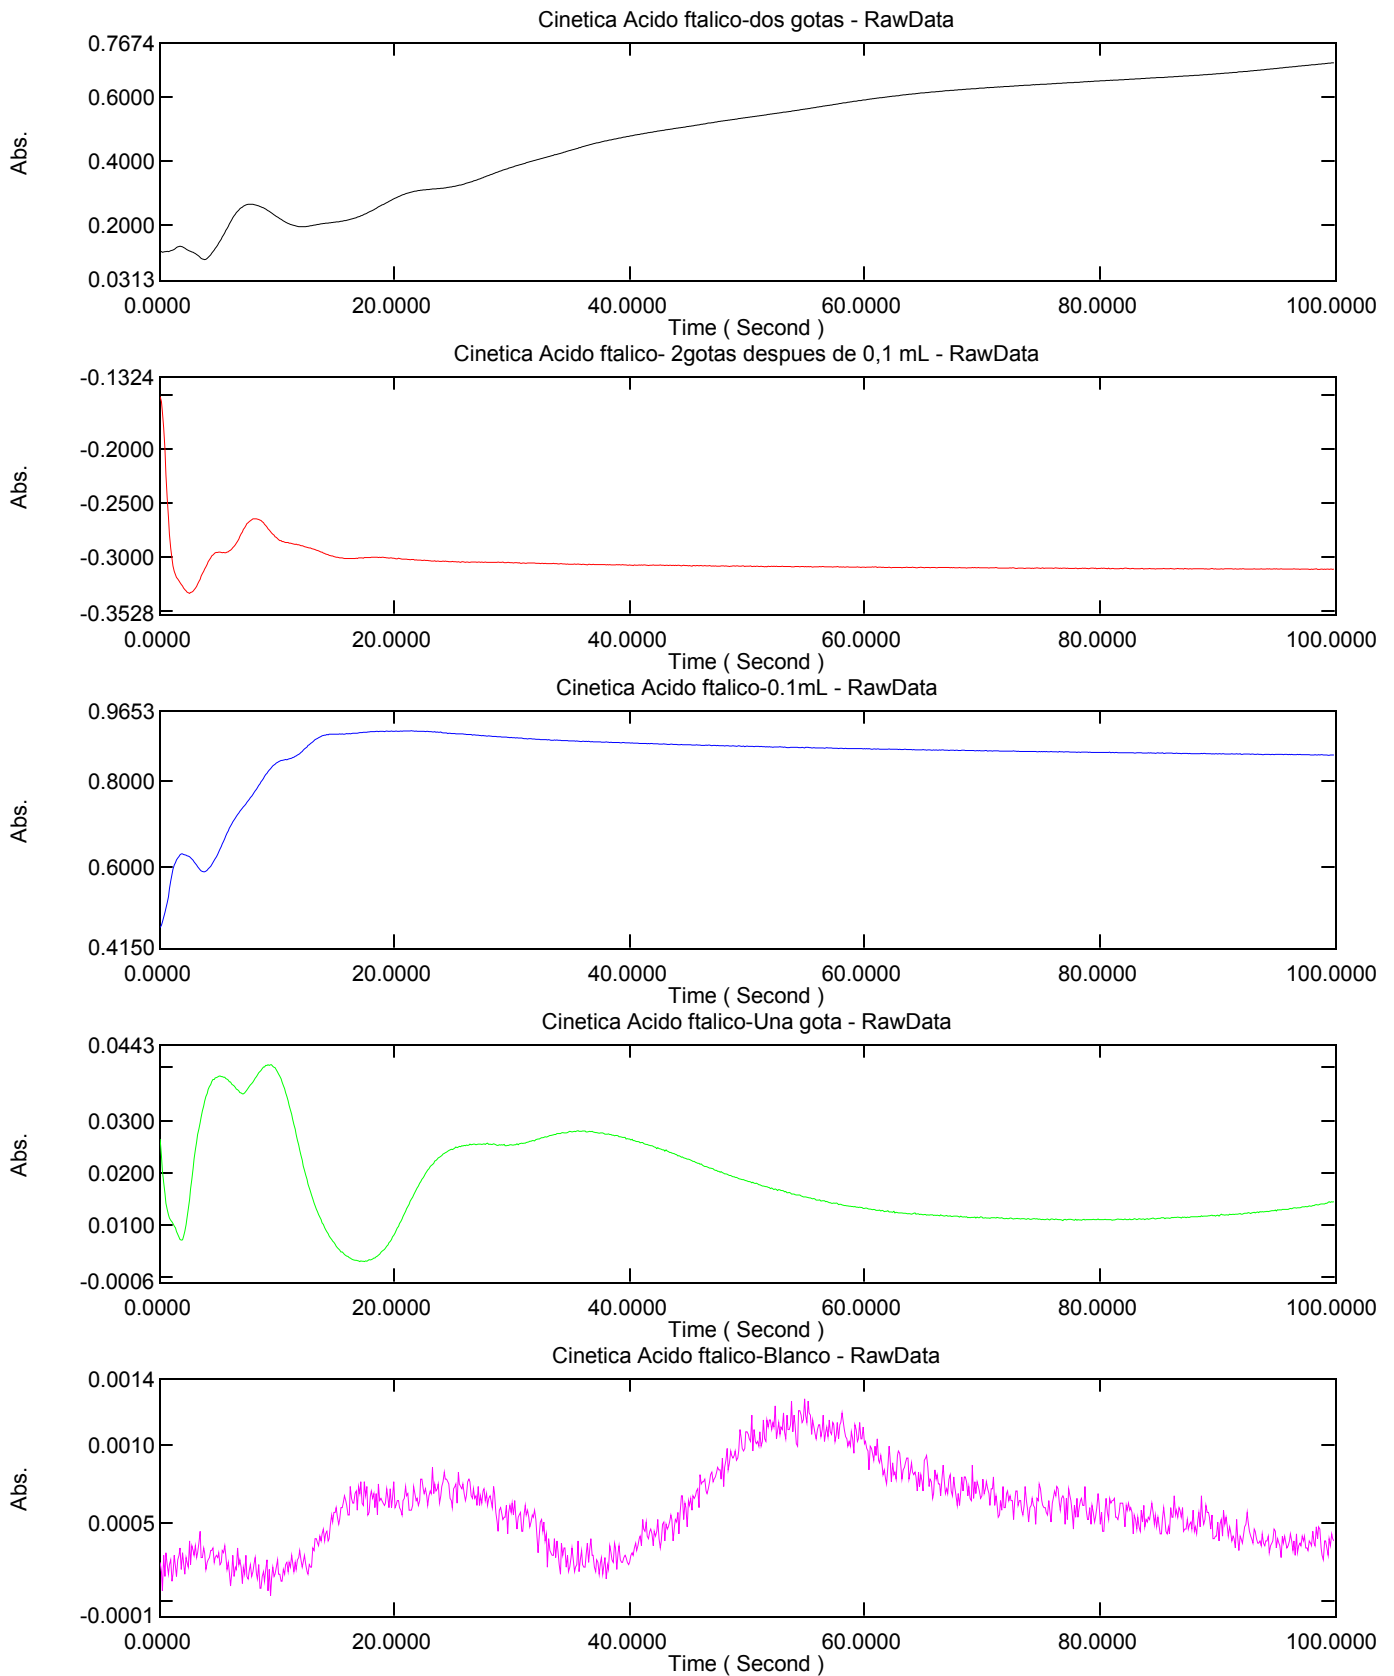 Cinetica Acido ftalico-dos gotas - RawData
0.7674
0.6000
0.4000
0.2000
0.0313
Abs.
0.0000 20.0000 40.0000 60.0000 80.0000 100.0000
Time ( Second )
Cinetica Acido ftalico- 2gotas despues de 0,1 mL - RawData
-0.1324
-0.2000
-0.2500
-0.3000
-0.3528
Abs.
0.0000 20.0000 40.0000 60.0000 80.0000 100.0000
Time ( Second )
Cinetica Acido ftalico-0.1mL - RawData
0.9653
0.8000
0.6000
0.4150
Abs.
0.0000 20.0000 40.0000 60.0000 80.0000 100.0000
Time ( Second )
Cinetica Acido ftalico-Una gota - RawData
0.0443
0.0300
0.0200
0.0100
-0.0006
Abs.
0.0000 20.0000 40.0000 60.0000 80.0000 100.0000
Time ( Second )
Cinetica Acido ftalico-Blanco - RawData
0.0014
0.0010
0.0005
-0.0001
Abs.
0.0000 20.0000 40.0000 60.0000 80.0000 100.0000
Time ( Second )